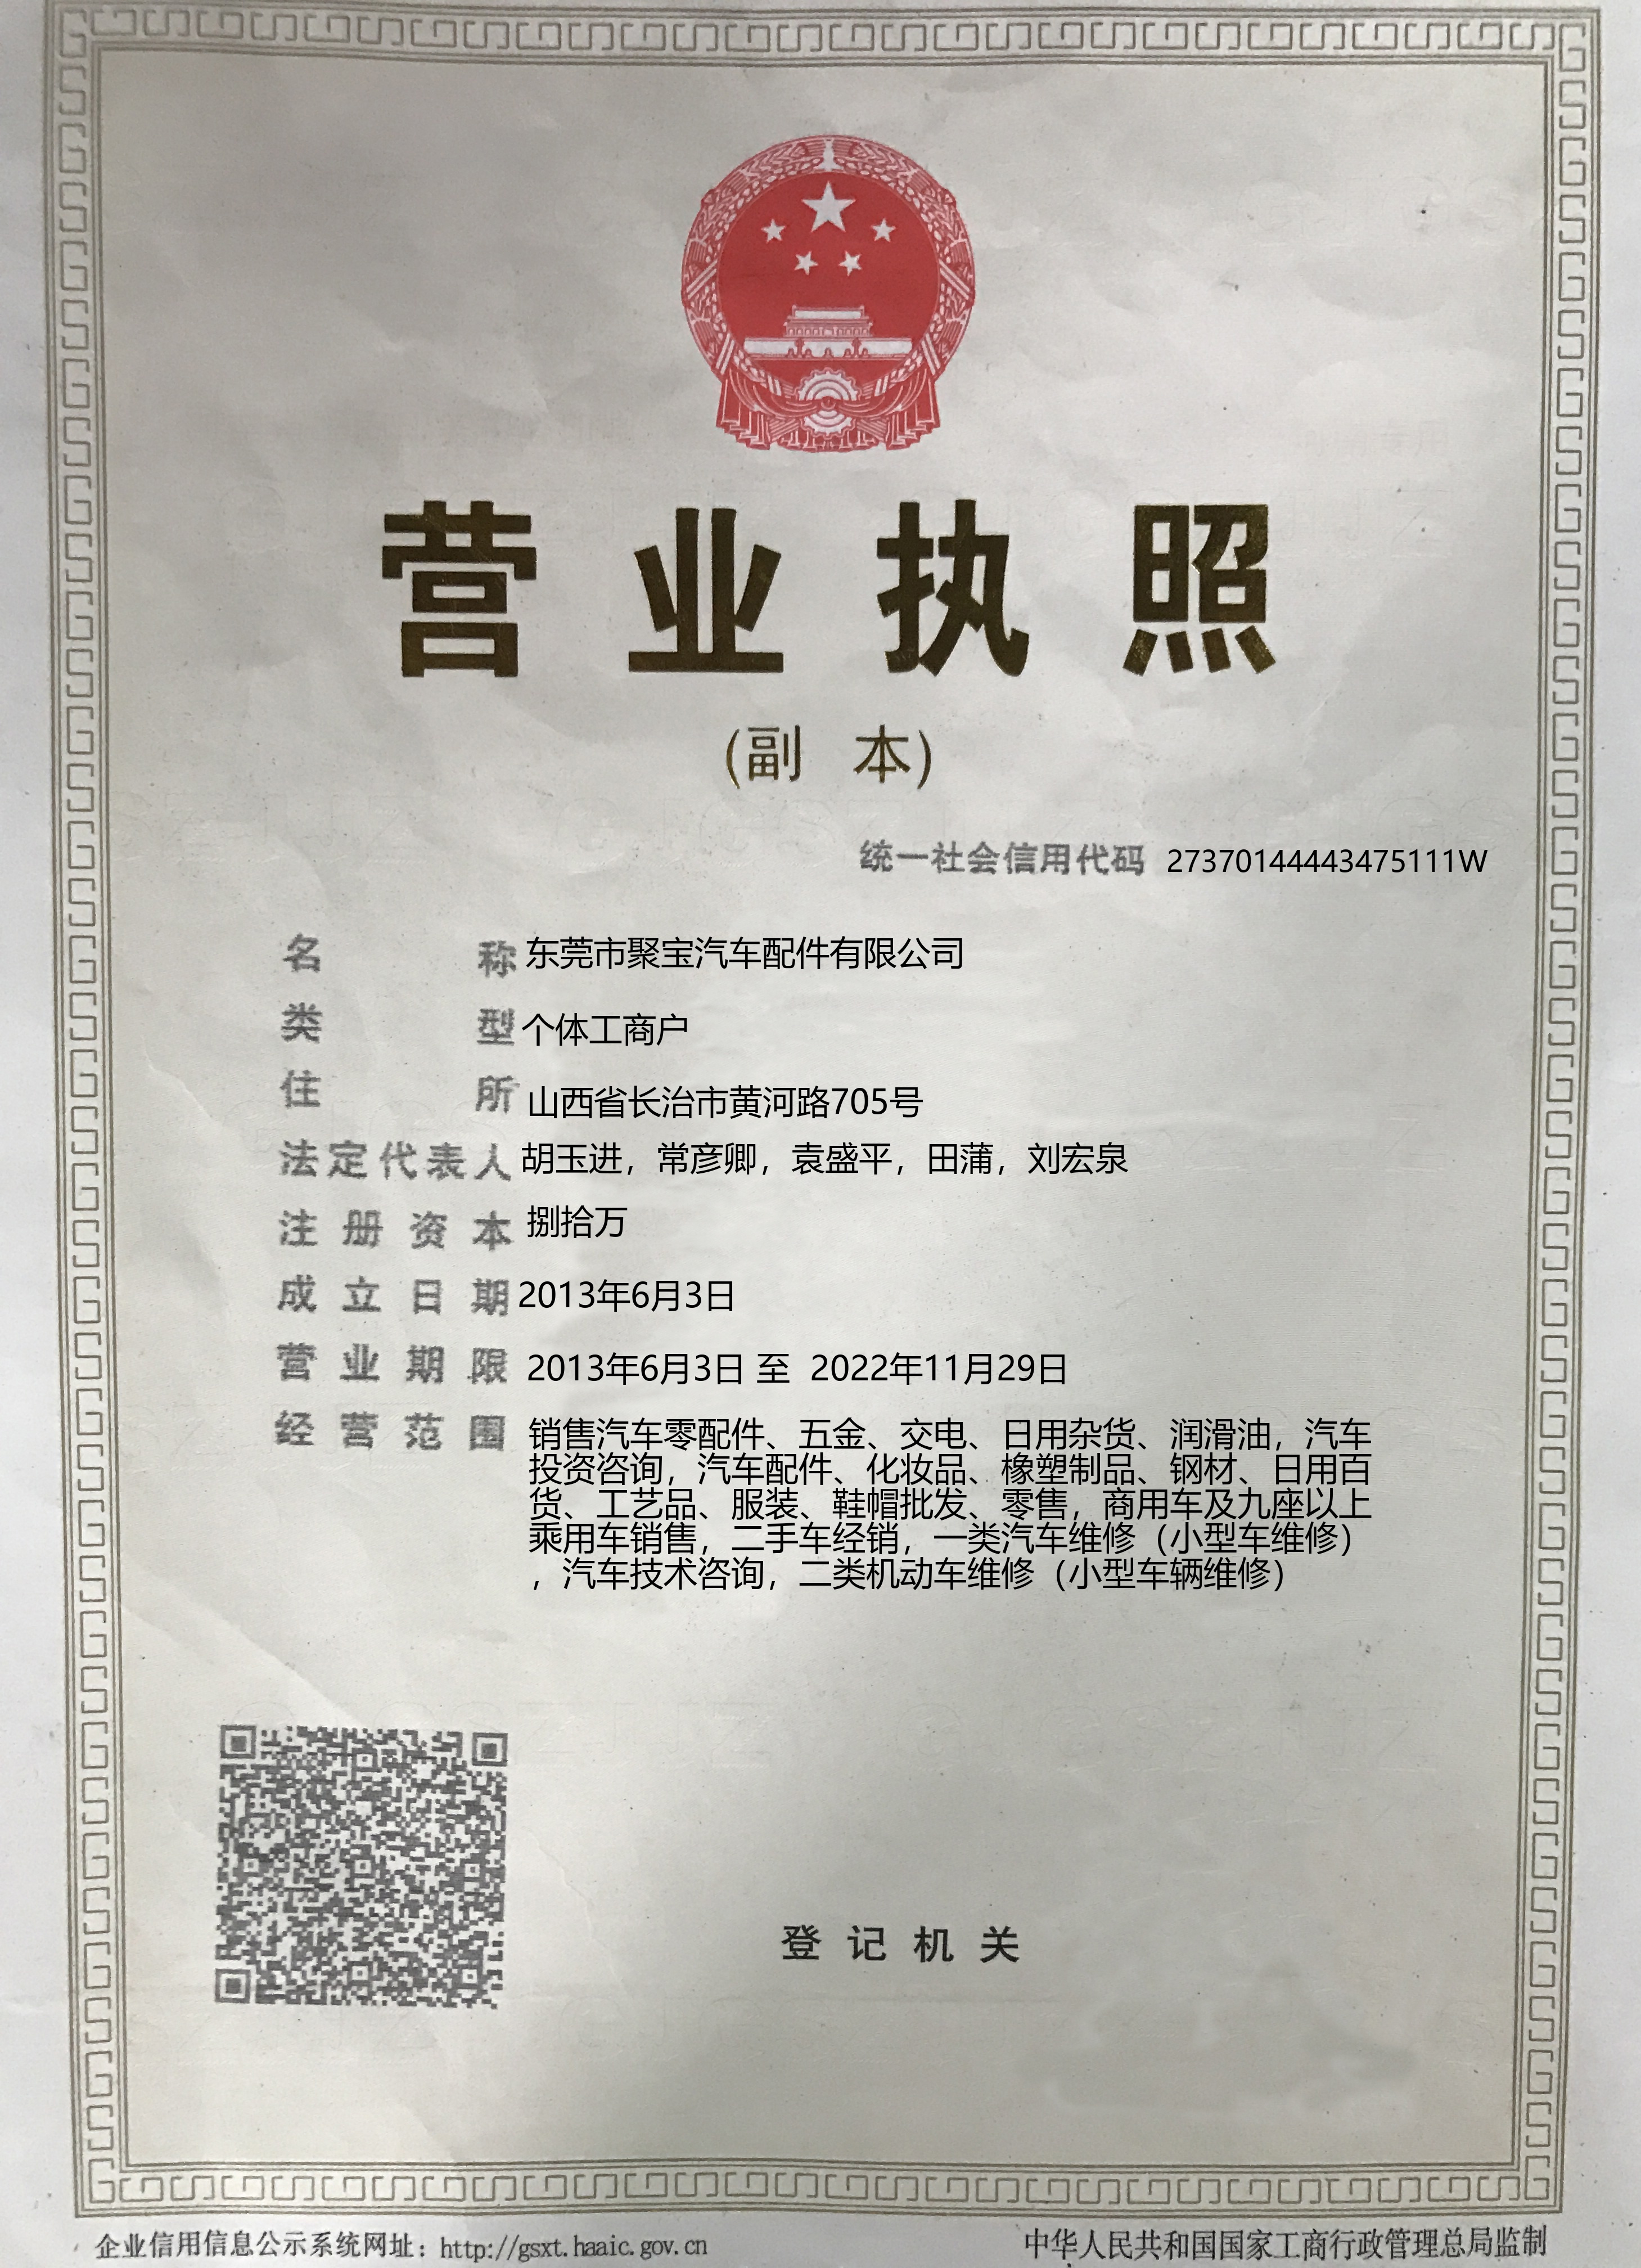 营业执照
(副 本)
统一社会信用代码 27370144443475111W
名 称 东莞市聚宝汽车配件有限公司
类 型 个体工商户
住 所 山西省长治市黄河路705号
法定代表人 胡玉进，常彦卿，袁盛平，田蒲，刘宏泉
注册资本 捌拾万
成立日期 2013年6月3日
营业期限 2013年6月3日 至 2022年11月29日
经营范围 销售汽车零配件、五金、交电、日用杂货、润滑油，汽车
投资咨询，汽车配件、化妆品、橡塑制品、钢材、日用百
货、工艺品、服装、鞋帽批发、零售，商用车及九座以上
乘用车销售，二手车经销，一类汽车维修（小型车维修）
，汽车技术咨询，二类机动车维修（小型车辆维修）
登记机关
企业信用信息公示系统网址：http://gsxt.haaic.gov.cn
中华人民共和国国家工商行政管理总局监制